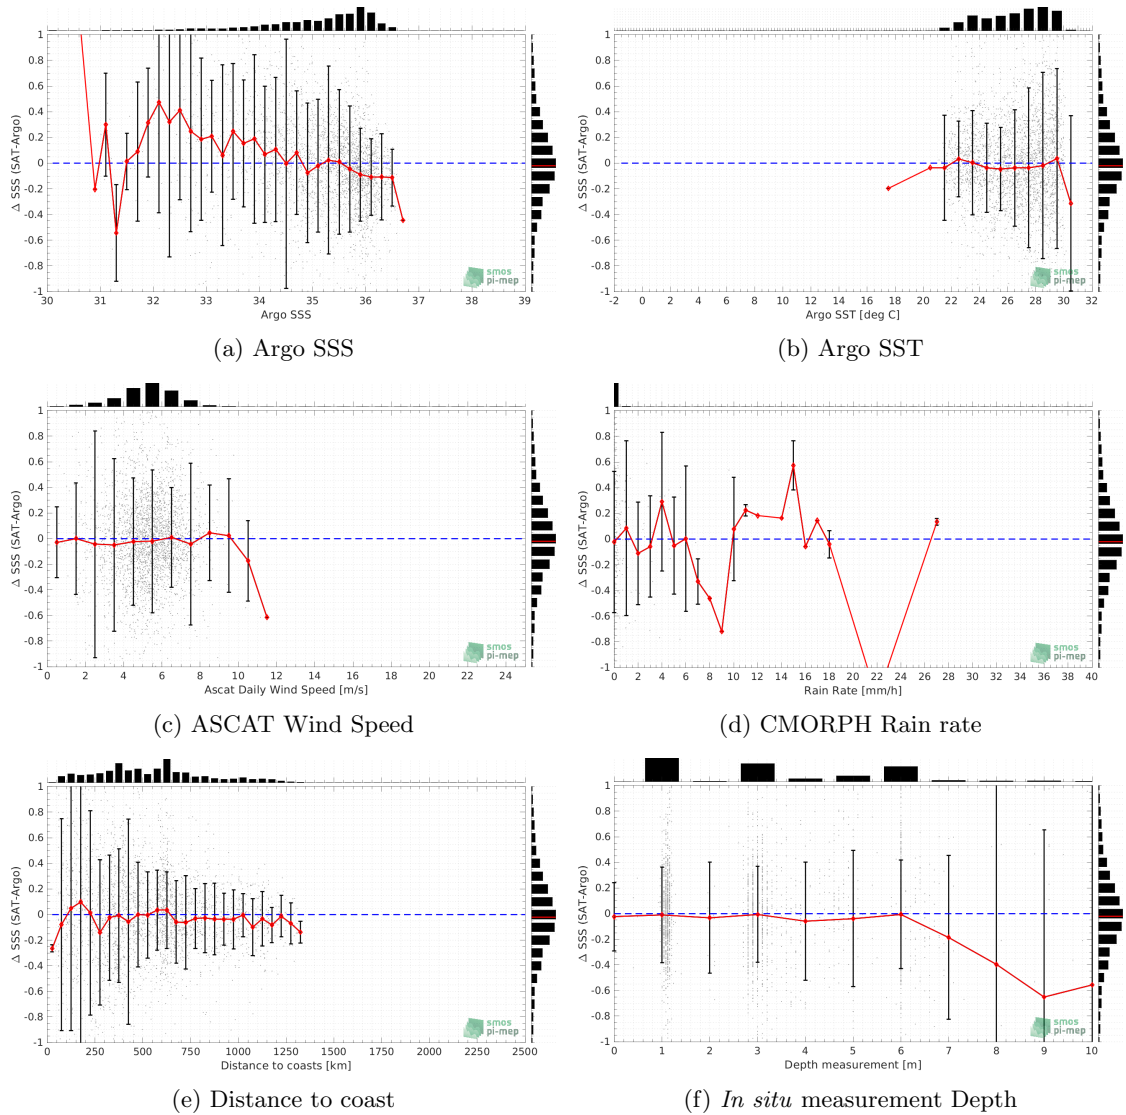 1
0.8
0.6
0.4
0.2
0
-0.2
-0.4
-0.6
-0.8
-1
Δ SSS (SAT-Argo)
30 31 32 33 34 35 36 37 38 39
Argo SSS
smos
pi-mep
(a) Argo SSS
1
0.8
0.6
0.4
0.2
0
-0.2
-0.4
-0.6
-0.8
-1
Δ SSS (SAT-Argo)
-2 0 2 4 6 8 10 12 14 16 18 20 22 24 26 28 30 32
Argo SST [deg C]
smos
pi-mep
(b) Argo SST
1
0.8
0.6
0.4
0.2
0
-0.2
-0.4
-0.6
-0.8
-1
Δ SSS (SAT-Argo)
0 2 4 6 8 10 12 14 16 18 20 22 24
Ascat Daily Wind Speed [m/s]
smos
pi-mep
(c) ASCAT Wind Speed
1
0.8
0.6
0.4
0.2
0
-0.2
-0.4
-0.6
-0.8
-1
Δ SSS (SAT-Argo)
0 2 4 6 8 10 12 14 16 18 20 22 24 26 28 30 32 34 36 38 40
Rain Rate [mm/h]
smos
pi-mep
(d) CMORPH Rain rate
1
0.8
0.6
0.4
0.2
0
-0.2
-0.4
-0.6
-0.8
-1
Δ SSS (SAT-Argo)
0 250 500 750 1000 1250 1500 1750 2000 2250 2500
Distance to coasts [km]
smos
pi-mep
(e) Distance to coast
1
0.8
0.6
0.4
0.2
0
-0.2
-0.4
-0.6
-0.8
-1
Δ SSS (SAT-Argo)
0 1 2 3 4 5 6 7 8 9 10
Depth measurement [m]
smos
pi-mep
(f) In situ measurement Depth